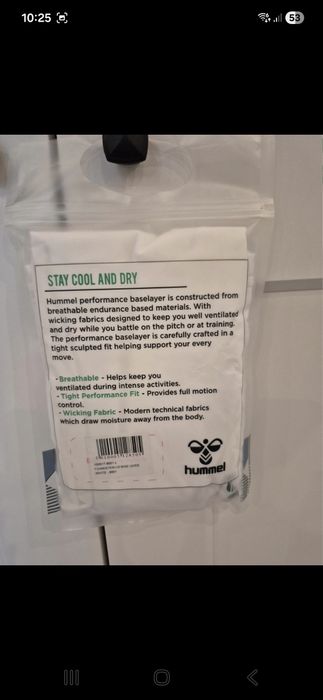 10:25
53
STAY COOL AND DRY
Hummel performance baselayer is constructed from
breathable endurance based materials. With
wicking fabrics designed to keep you well ventilated
and dry while you battle on the pitch or at training.
The performance baselayer is carefully crafted in a
tight sculpted fit helping support your every
move.
-Breathable - Helps keep you
ventilated during intense activities.
-Tight Performance Fit - Provides full motion
control.
-Wicking Fabric - Modern technical fabrics
which draw moisture away from the body.
hummel